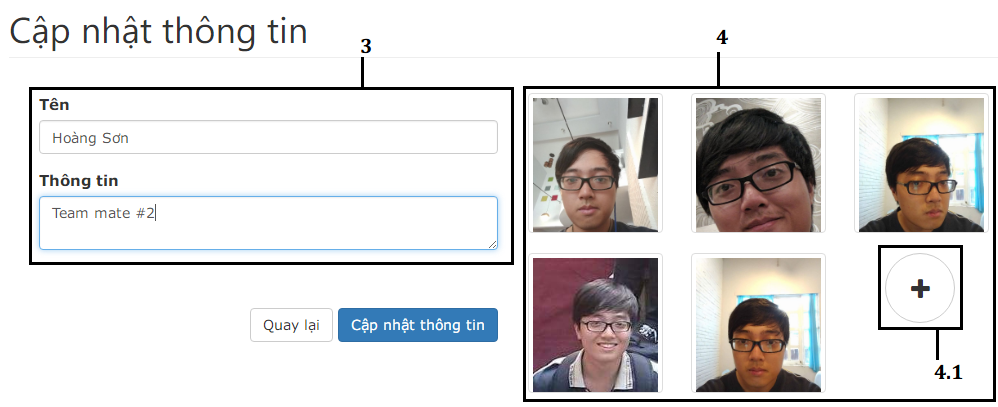 Cập nhật thông tin
3
4
Tên
Hoàng Sơn
Thông tin
Team mate #2
Quay lại
Cập nhật thông tin
4.1